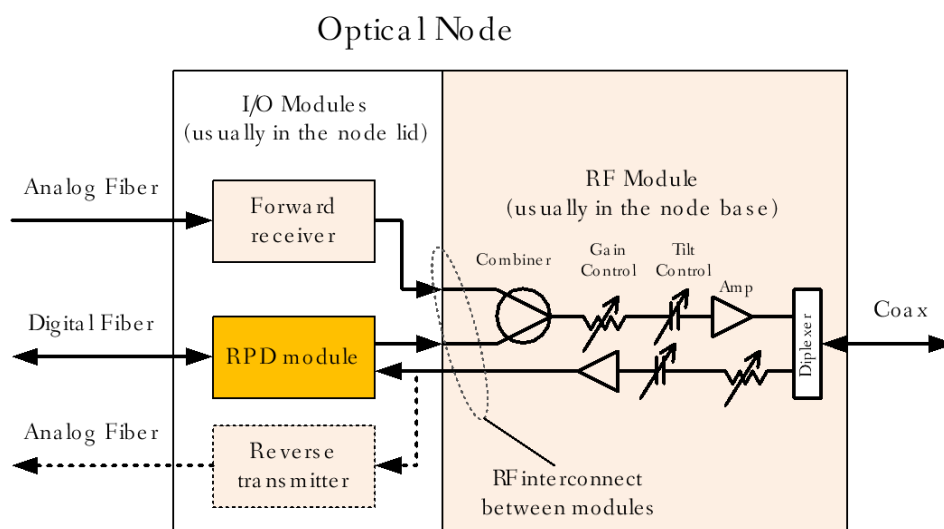 Optical Node
I/O Modules
(usually in the node lid)
Analog Fiber
Forward
receiver
RF Module
(usually in the node base)
Combiner
Gain
Control
Tilt
Control
Amp
Digital Fiber
RPD module
Diplexer
Coax
Analog Fiber
Reverse
transmitter
RF interconnect
between modules